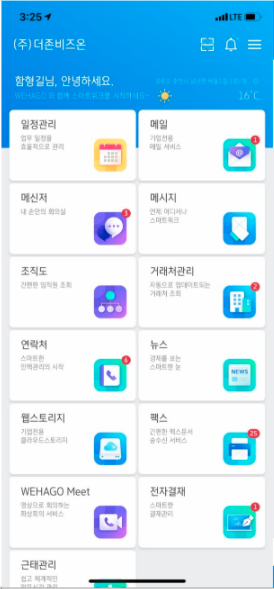 3:25
LTE
(주)더존비즈온
함형길님, 안녕하세요.
WEHAGO 와 함께 스마트워크를 시작하세요~
16°C
일정관리
업무 일정을
효율적으로 관리
메일
기업전용
메일 서비스
1
메신저
내 손안의 회의실
3
메시지
언제 어디서나
스마트워크
조직도
간편한 임직원 조회
거래처관리
자동으로 업데이트되는
거래처 조회
2
연락처
스마트한
인맥관리의 시작
6
뉴스
경제를 보는
스마트한 눈
NEWS
웹스토리지
기업전용
클라우드스토리지
팩스
간편한 팩스문서
송수신 서비스
25
WEHAGO Meet
영상으로 회의하는
화상회의 서비스
전자결재
스마트한
결재관리
1
근태관리
쉽고 체계적인